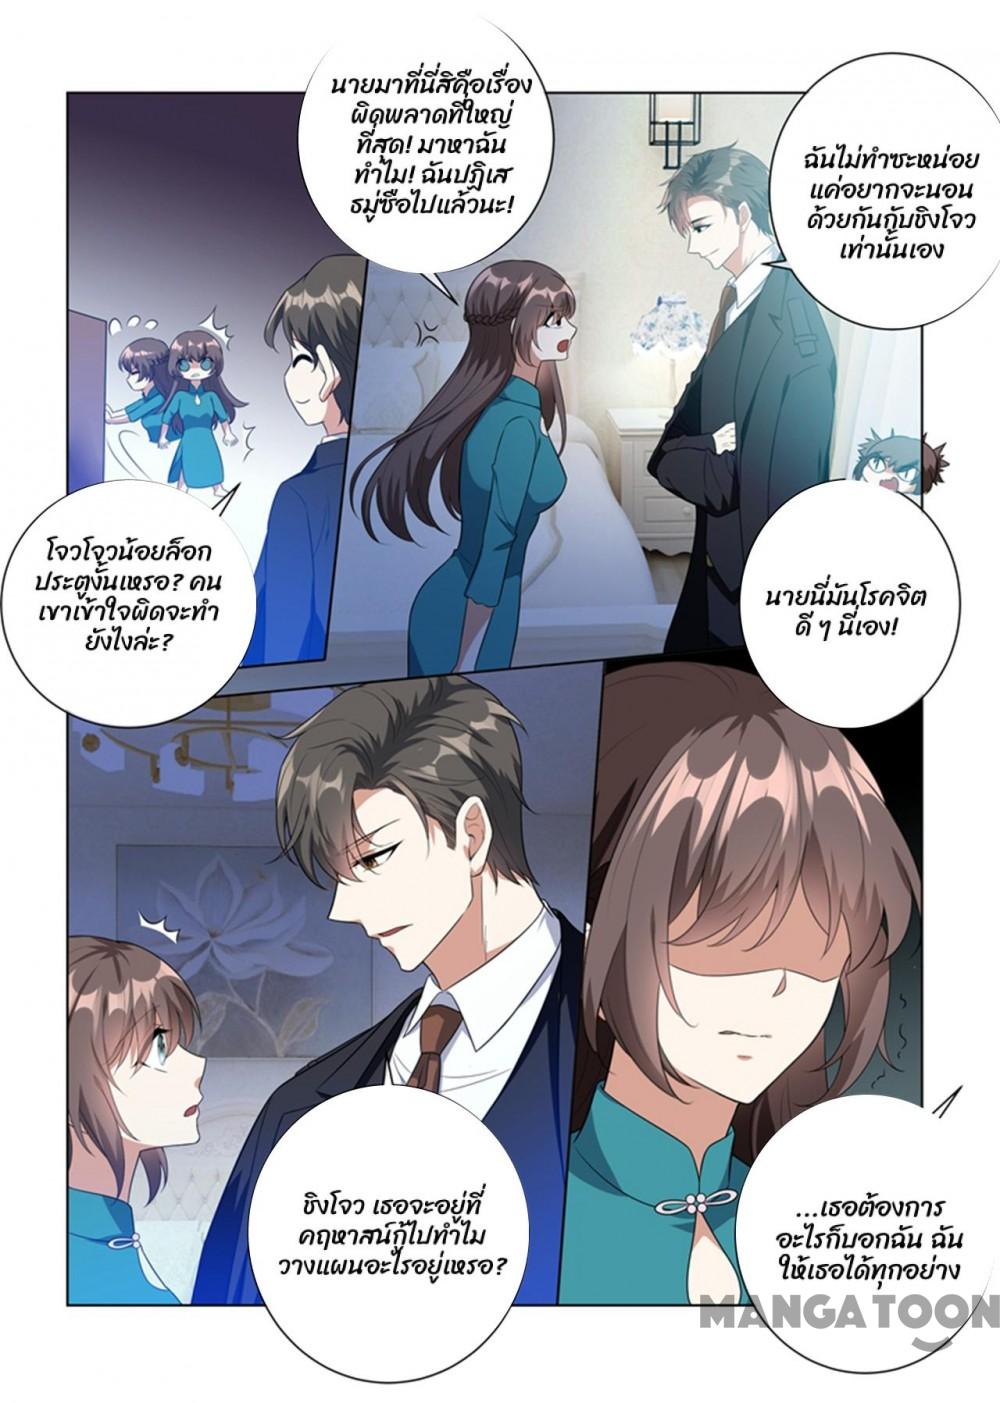 นายมาที่นี่สิคือเรื่อง
ผิดพลาดที่ใหญ่
ที่สุด! มาหาฉัน
ทำไม! ฉันปฏิเส
ธมู่ซือไปแล้วนะ!
ฉันไม่ทำซะหน่อย
แค่อยากจะนอน
ด้วยกันกับชิงโจว
เท่านั้นเอง
โจวโจวน้อยล็อก
ประตูงั้นเหรอ? คน
เขาเข้าใจผิดจะทำ
ยังไงล่ะ?
นายนี่มันโรคจิต
ดี ๆ นี่เอง!
ชิงโจว เธอจะอยู่ที่
คฤหาสน์กู้ไปทำไม
วางแผนอะไรอยู่เหรอ?
...เธอต้องการ
อะไรก็บอกฉัน ฉัน
ให้เธอได้ทุกอย่าง
MANGATOON